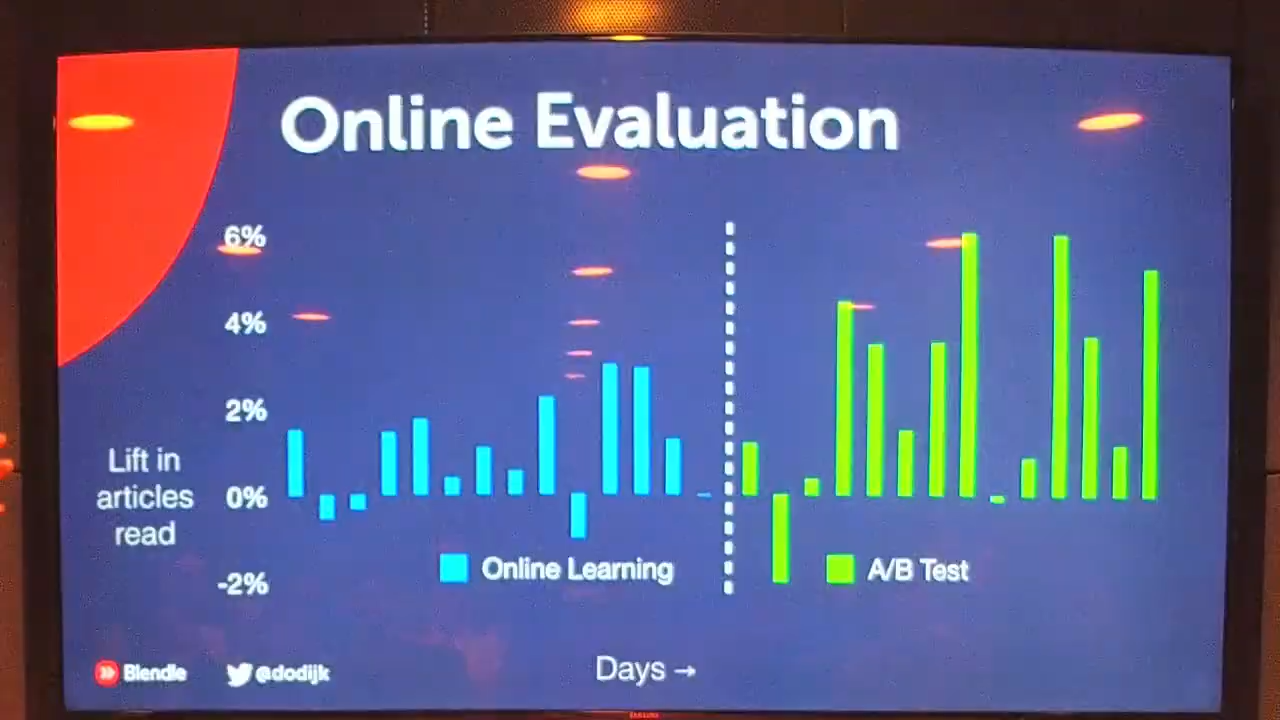 Online Evaluation
6%
4%
2%
0%
-2%
Lift in
articles
read
Online Learning
A/B Test
Days →
Blendle
@dodijk